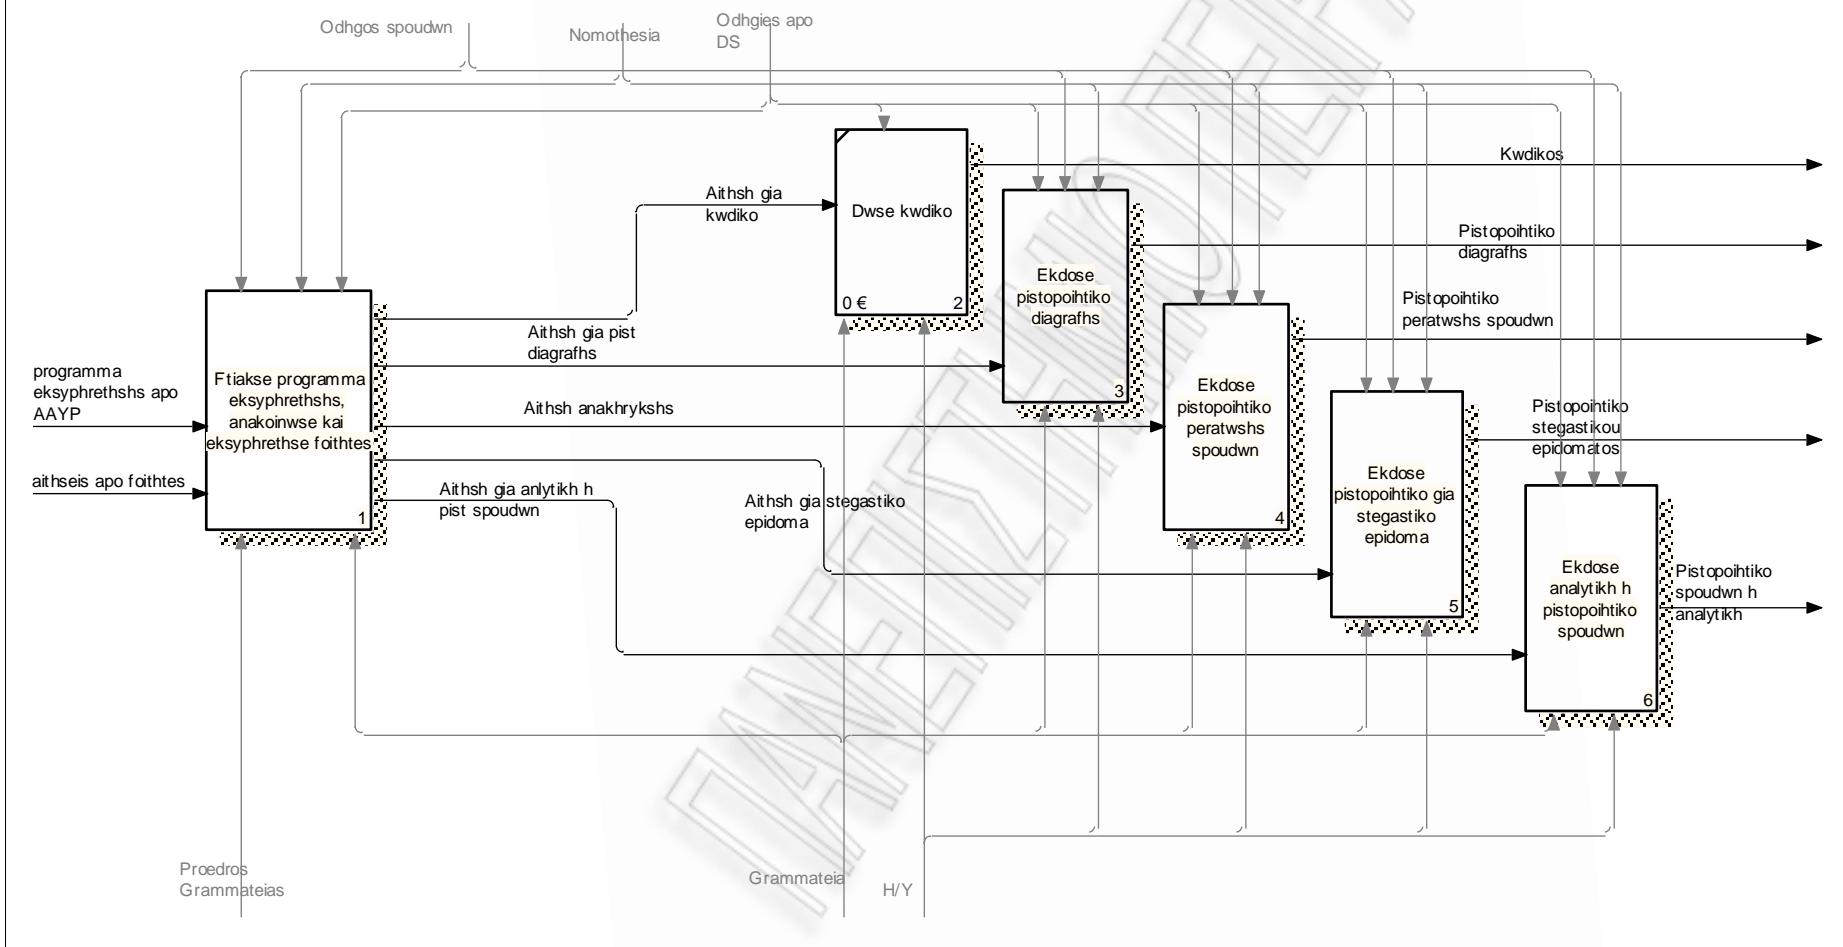 Odhgos spoudwn
Nomothesia
Odhgies apo
DS
Kwdikos
Aithsh gia
kwdiko
Dwse kwdiko
0 €
2
Pistopoihtiko
diagrafhs
Ekdose
pistopoihtiko
diagrafhs
3
Pistopoihtiko
peratwshs spoudwn
Aithsh gia pist
diagrafhs
programma
eksyphrethshs apo
AAYP
Ftiakse programma
eksyphrethshs,
anakoinwse kai
eksyphrethse foithtes
1
Aithsh anakhrykshs
Ekdose
pistopoihtiko
peratwshs
spoudwn
4
Pistopoihtiko
stegastikou
epidomatos
aithseis apo foithtes
Aithsh gia anlytikh h
pist spoudwn
Aithsh gia stegastiko
epidoma
Ekdose
pistopoihtiko gia
stegastiko
epidoma
5
Ekdose
analytikh h
pistopoihtiko
spoudwn
6
Pistopoihtiko
spoudwn h
analytikh
Proedros
Grammateias
Grammateia
H/Y